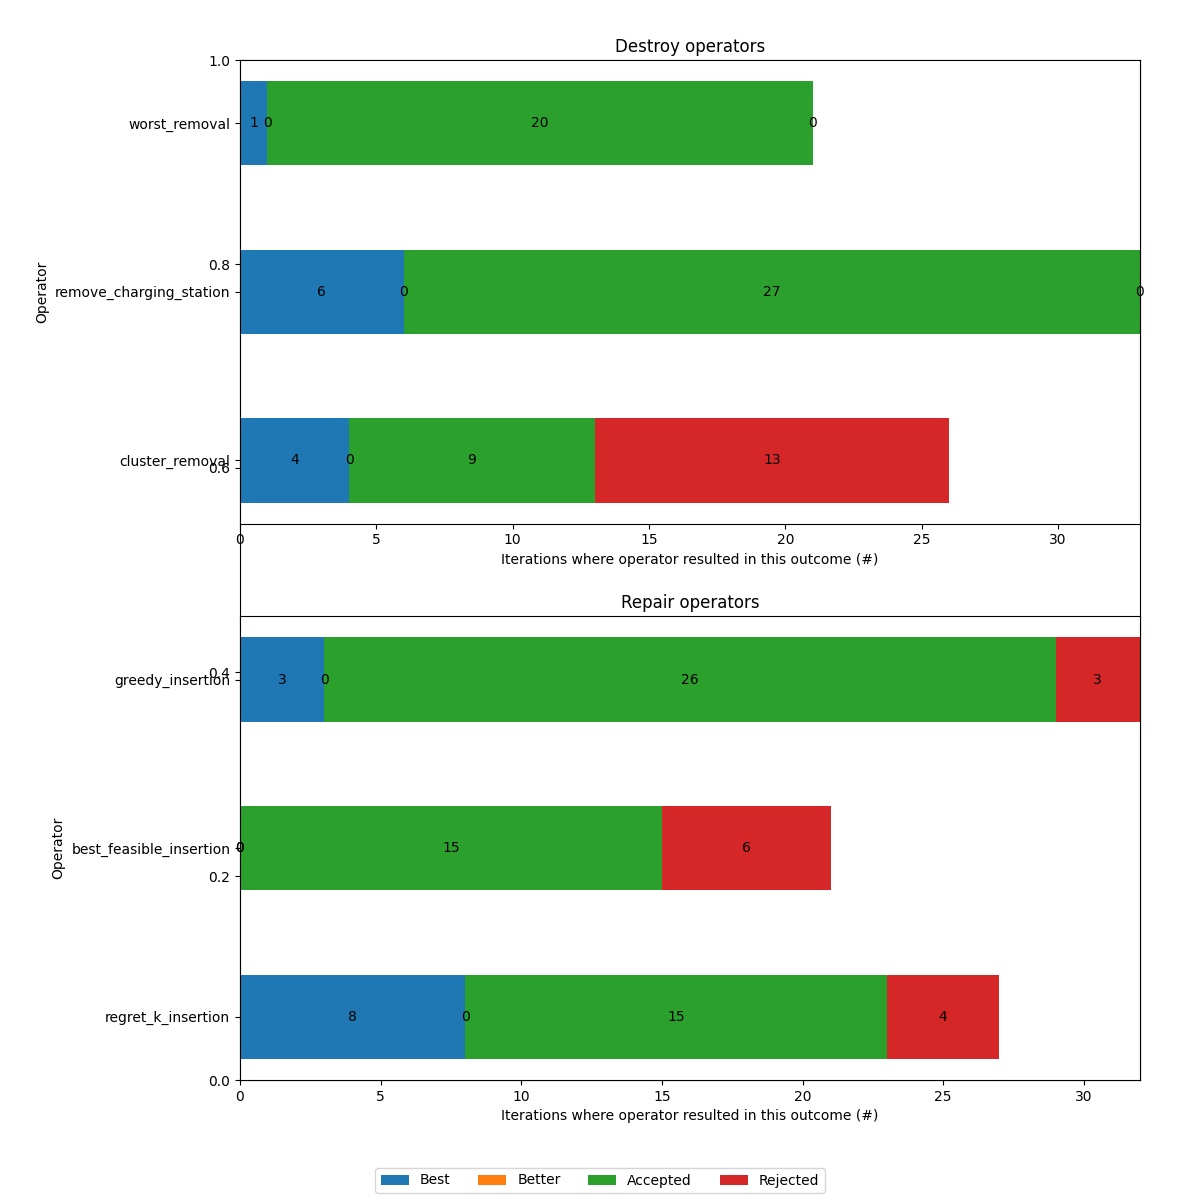 Destroy operators
1.0
worst_removal
1 0 20 0
0.8
Operator
remove_charging_station
6 0 27 0
cluster_removal
4 0 9 13
0.6
0 5 10 15 20 25 30
Iterations where operator resulted in this outcome (#)
Repair operators
0.4
greedy_insertion
3 0 26 3
Operator
best_feasible_insertion
0 0 15 6
0.2
regret_k_insertion
8 0 15 4
0.0
0 5 10 15 20 25 30
Iterations where operator resulted in this outcome (#)
Best Better Accepted Rejected